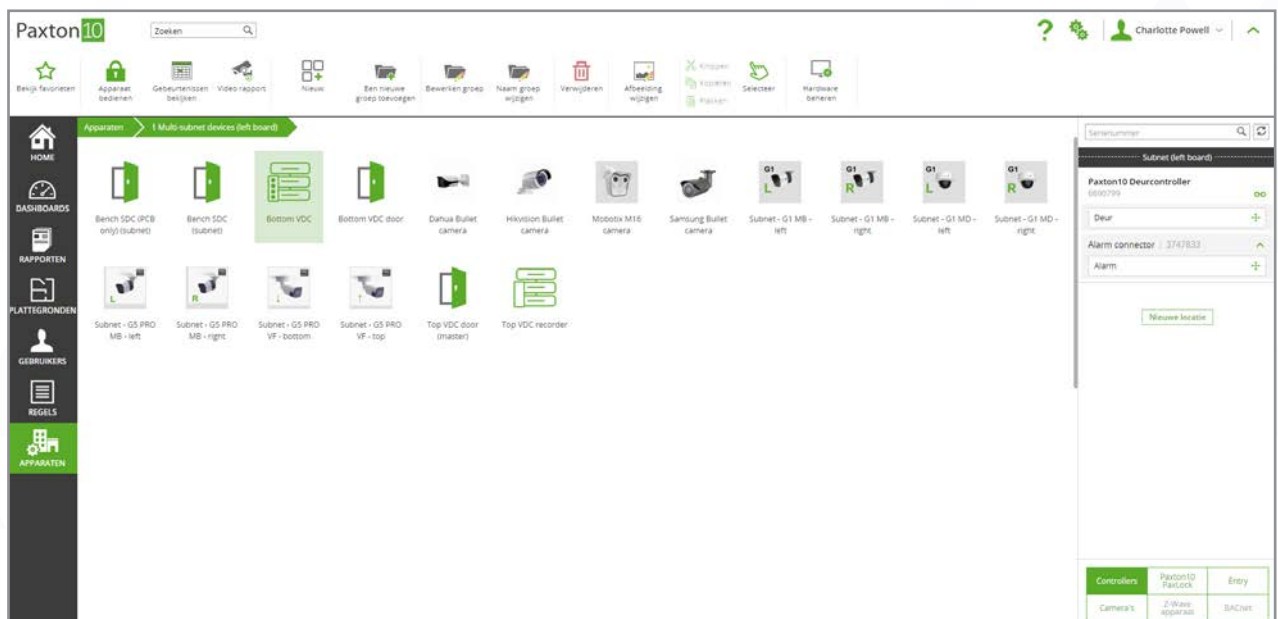 Paxton10
Zoeken
Charlotte Powell
Bekijk favorieten
Apparaat bedienen
Gebeurtenissen bekijken
Video rapport
Nieuw
Een nieuwe groep toevoegen
Bewerken groep
Naam groep wijzigen
Verwijderen
Afbeelding wijzigen
Knippen
Kopiëren
Plakken
Selecteer
Hardware beheren
HOME
DASHBOARDS
RAPPORTEN
PLATTEGRONDEN
GEBRUIKERS
REGELS
APPARATEN
Apparaten
! Multi-subnet devices (left board)
Bench SDC (PCB only) (subnet)
Bench SDC (subnet)
Bottom VDC
Bottom VDC door
Dahua Bullet camera
Hikvision Bullet camera
Mobotix M16 camera
Samsung Bullet camera
G1 L
Subnet - G1 MB - left
G1 R
Subnet - G1 MB - right
G1 L
Subnet - G1 MD - left
G1 R
Subnet - G1 MD - right
L
Subnet - G5 PRO MB - left
R
Subnet - G5 PRO MB - right
Subnet - G5 PRO VF - bottom
Subnet - G5 PRO VF - top
Top VDC door (master)
Top VDC recorder
Serienummer
Subnet (left board)
Paxton10 Deurcontroller
6690799
Deur
Alarm connector | 3747833
Alarm
Nieuwe locatie
Controllers
Paxton10 PaxLock
Entry
Camera's
Z-Wave apparaat
BACnet